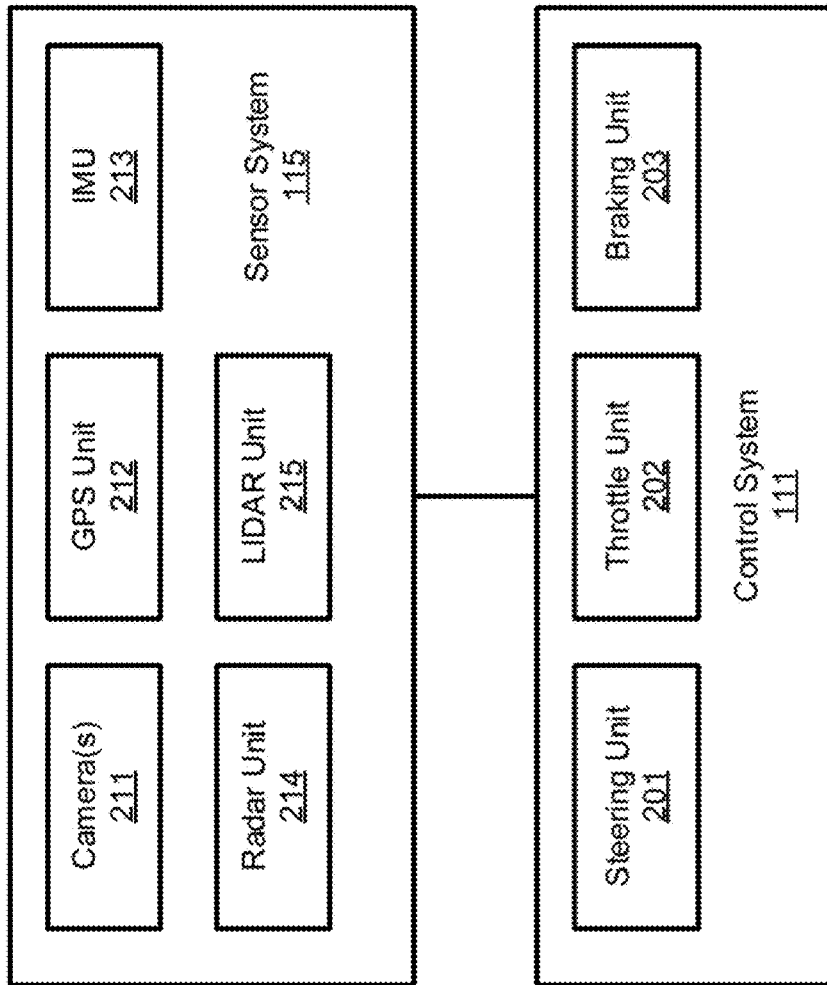 Camera(s)
211
GPS Unit
212
IMU
213
Radar Unit
214
LIDAR Unit
215
Sensor System
115
Steering Unit
201
Throttle Unit
202
Braking Unit
203
Control System
111